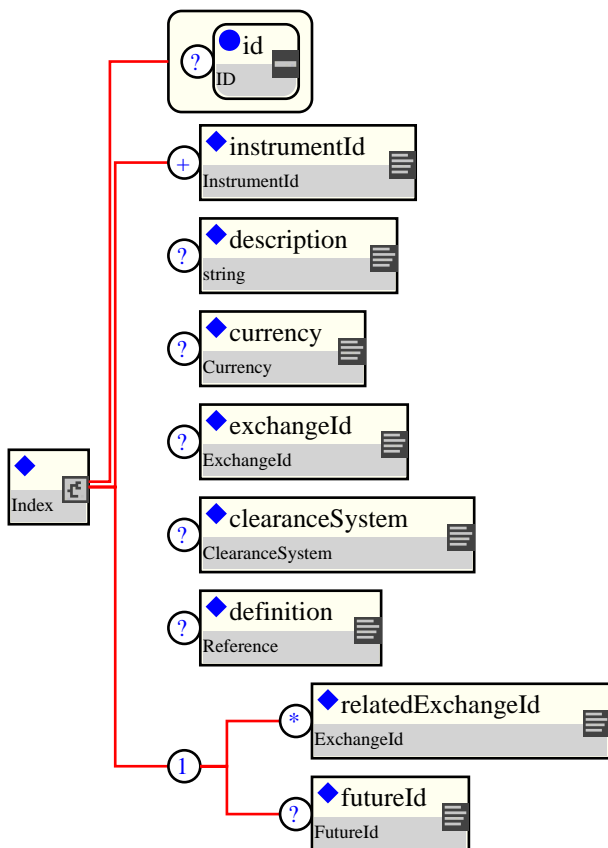 ? id
ID
+ instrumentId
InstrumentId
? description
string
? currency
Currency
? exchangeId
ExchangeId
Index
? clearanceSystem
ClearanceSystem
? definition
Reference
* relatedExchangeId
ExchangeId
1
? futureId
FutureId